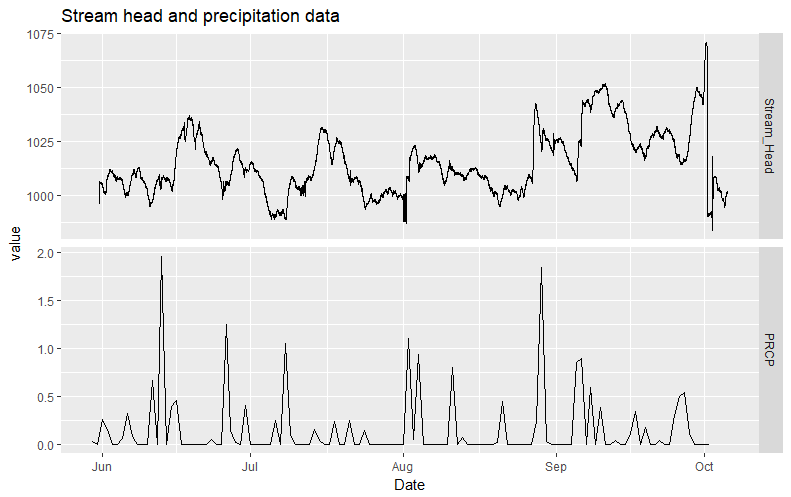 Stream head and precipitation data
1075
1050
1025
1000
Stream_Head
value
2.0
1.5
1.0
0.5
0.0
PRCP
Jun Jul Aug Sep Oct
Date